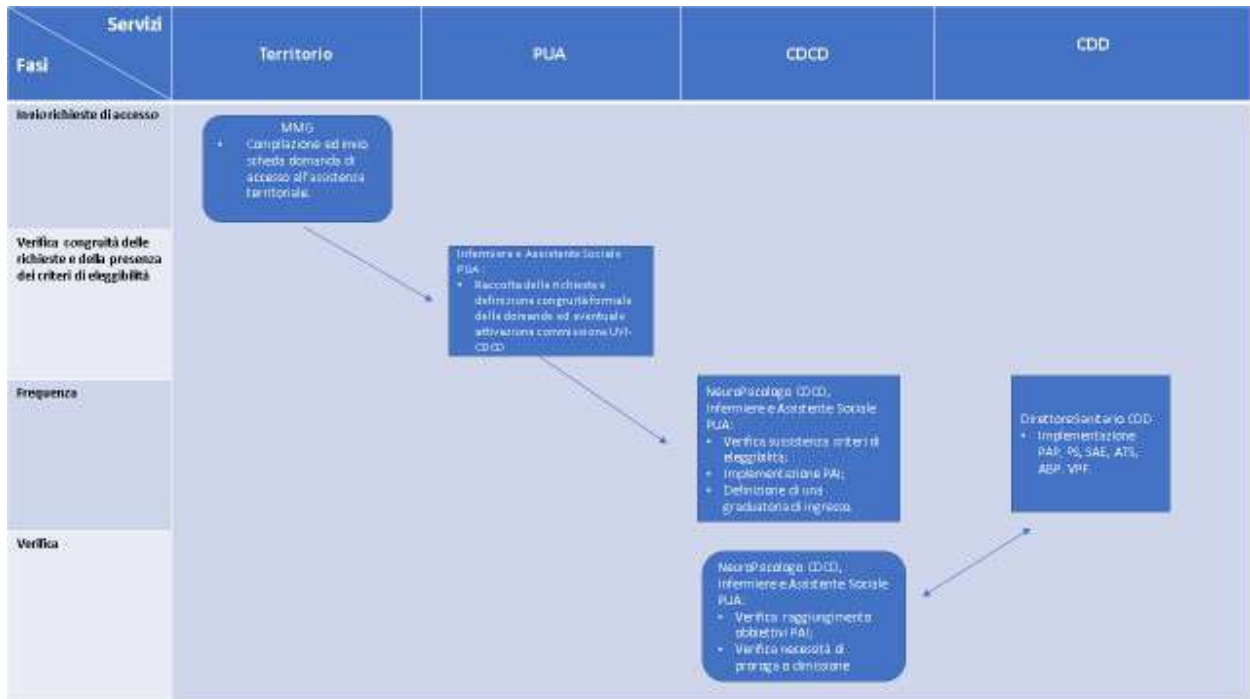 Servizi
Fasi
Territorio
PUA
CDCD
CDD
Invio richieste di accesso
MMG
• Compilazione ed invio
scheda domanda di
accesso all'assistenza
territoriale.
Verifica congruità delle
richieste e della presenza
dei criteri di eleggibilità
Infermiere e Assistente Sociale
PUA:
• Raccolta delle richieste e
definizione congruità formale
delle domande ed eventuale
attivazione commissione UVI-
CDCD
Frequenza
NeuroPsicologo CDCD,
Infermiere e Assistente Sociale
PUA:
• Verifica sussistenza criteri di
eleggibilità;
• Implementazione PAI;
• Definizione di una
graduatoria di ingresso.
DirettoreSanitario CDD
• Implementazione
PAP, PS, SAE, ATS,
ABP, VPF.
Verifica
NeuroPsicologo CDCD,
Infermiere e Assistente Sociale
PUA:
• Verifica raggiungimento
obbiettivi PAI;
• Verifica necessità di
proroga o dimissione